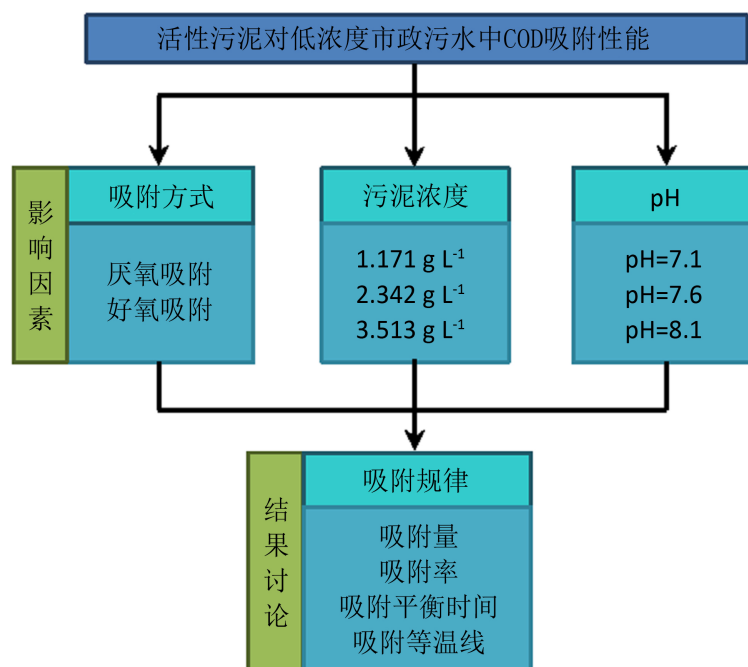 活性污泥对低浓度市政污水中COD吸附性能
影响因素
吸附方式
厌氧吸附
好氧吸附
污泥浓度
1.171 g L⁻¹
2.342 g L⁻¹
3.513 g L⁻¹
pH
pH=7.1
pH=7.6
pH=8.1
结果讨论
吸附规律
吸附量
吸附率
吸附平衡时间
吸附等温线